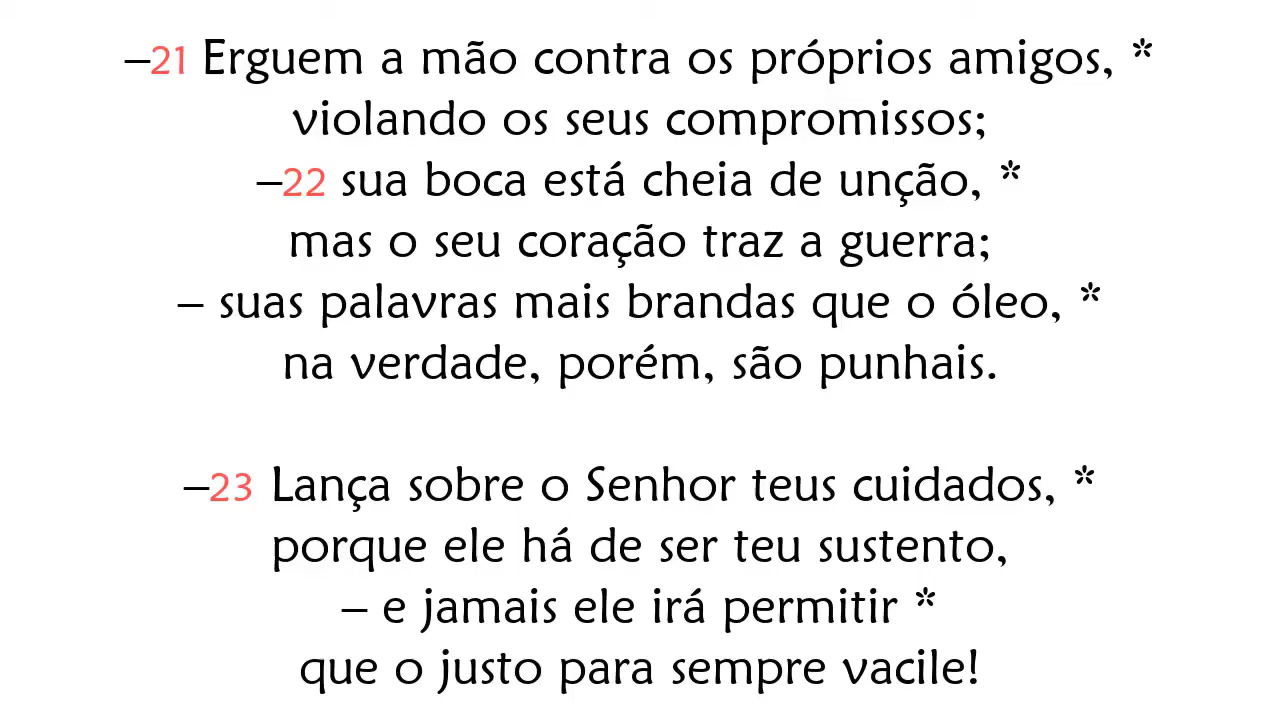 –21 Erguem a mão contra os próprios amigos, *
violando os seus compromissos;
–22 sua boca está cheia de unção, *
mas o seu coração traz a guerra;
– suas palavras mais brandas que o óleo, *
na verdade, porém, são punhais.
–23 Lança sobre o Senhor teus cuidados, *
porque ele há de ser teu sustento,
– e jamais ele irá permitir *
que o justo para sempre vacile!